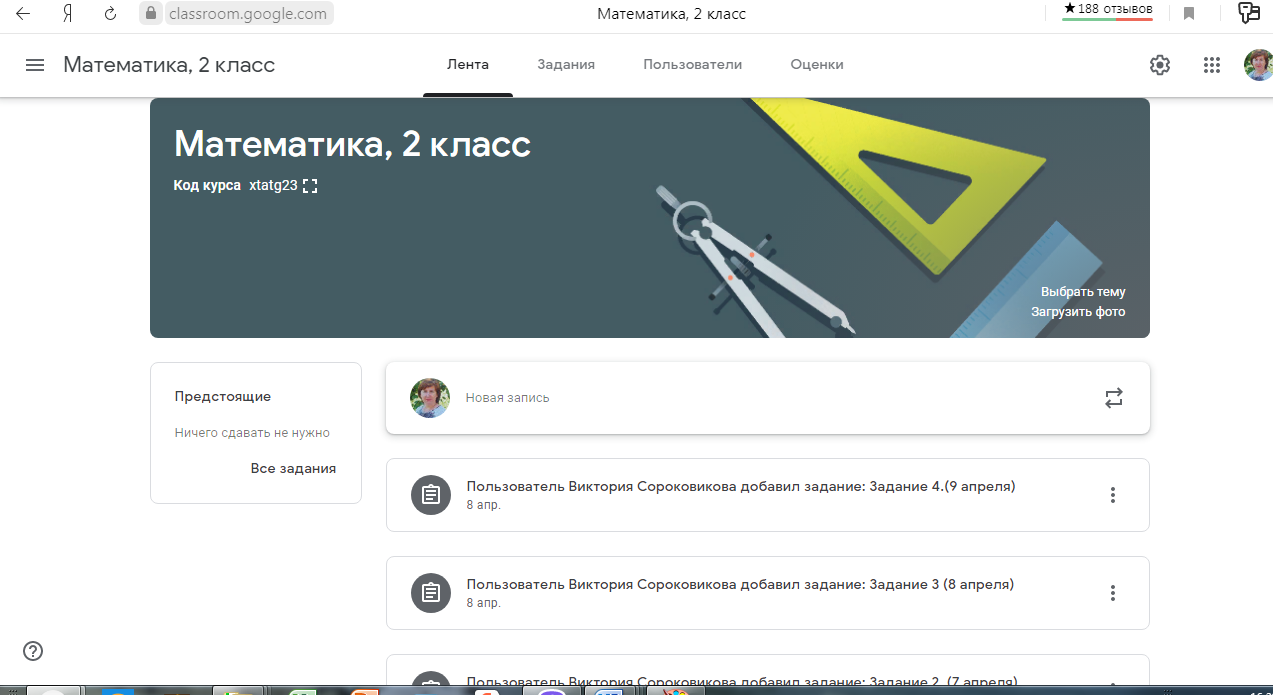 Я classroom.google.com Математика, 2 класс ★188 отзывов
Математика, 2 класс Лента Задания Пользователи Оценки
Математика, 2 класс
Код курса xtatg23
Выбрать тему
Загрузить фото
Предстоящие
Ничего сдавать не нужно
Все задания
Новая запись
Пользователь Виктория Сороковикова добавил задание: Задание 4.(9 апреля)
8 апр.
Пользователь Виктория Сороковикова добавил задание: Задание 3 (8 апреля)
8 апр.
Пользователь Виктория Сороковикова добавил задание: Задание 2 (7 апреля)